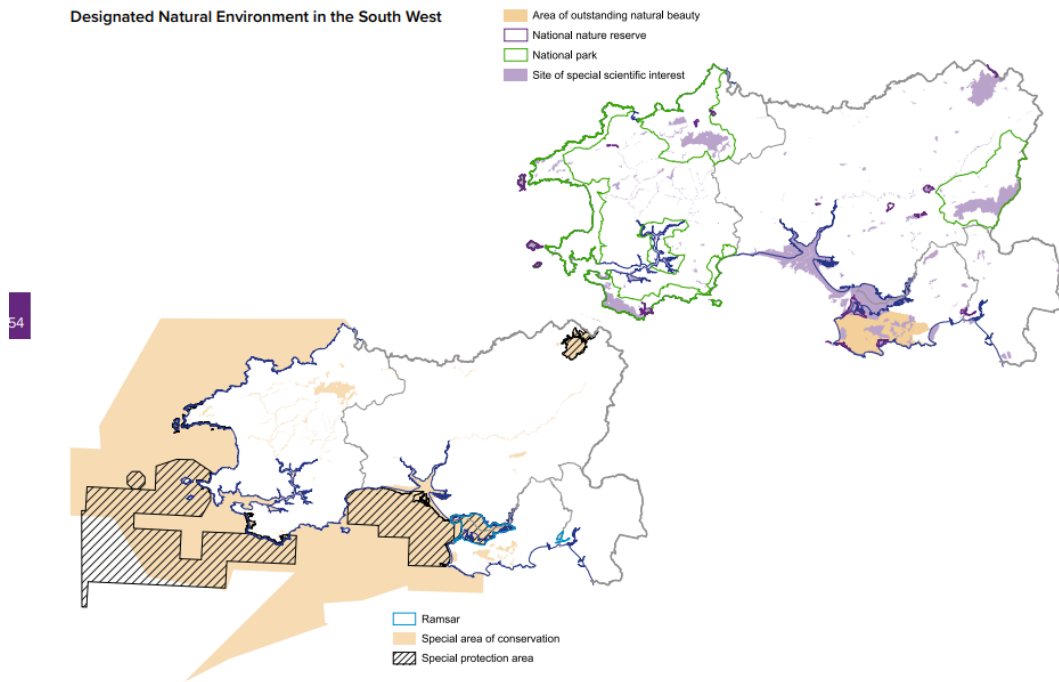 Designated Natural Environment in the South West
Area of outstanding natural beauty
National nature reserve
National park
Site of special scientific interest
54
Ramsar
Special area of conservation
Special protection area